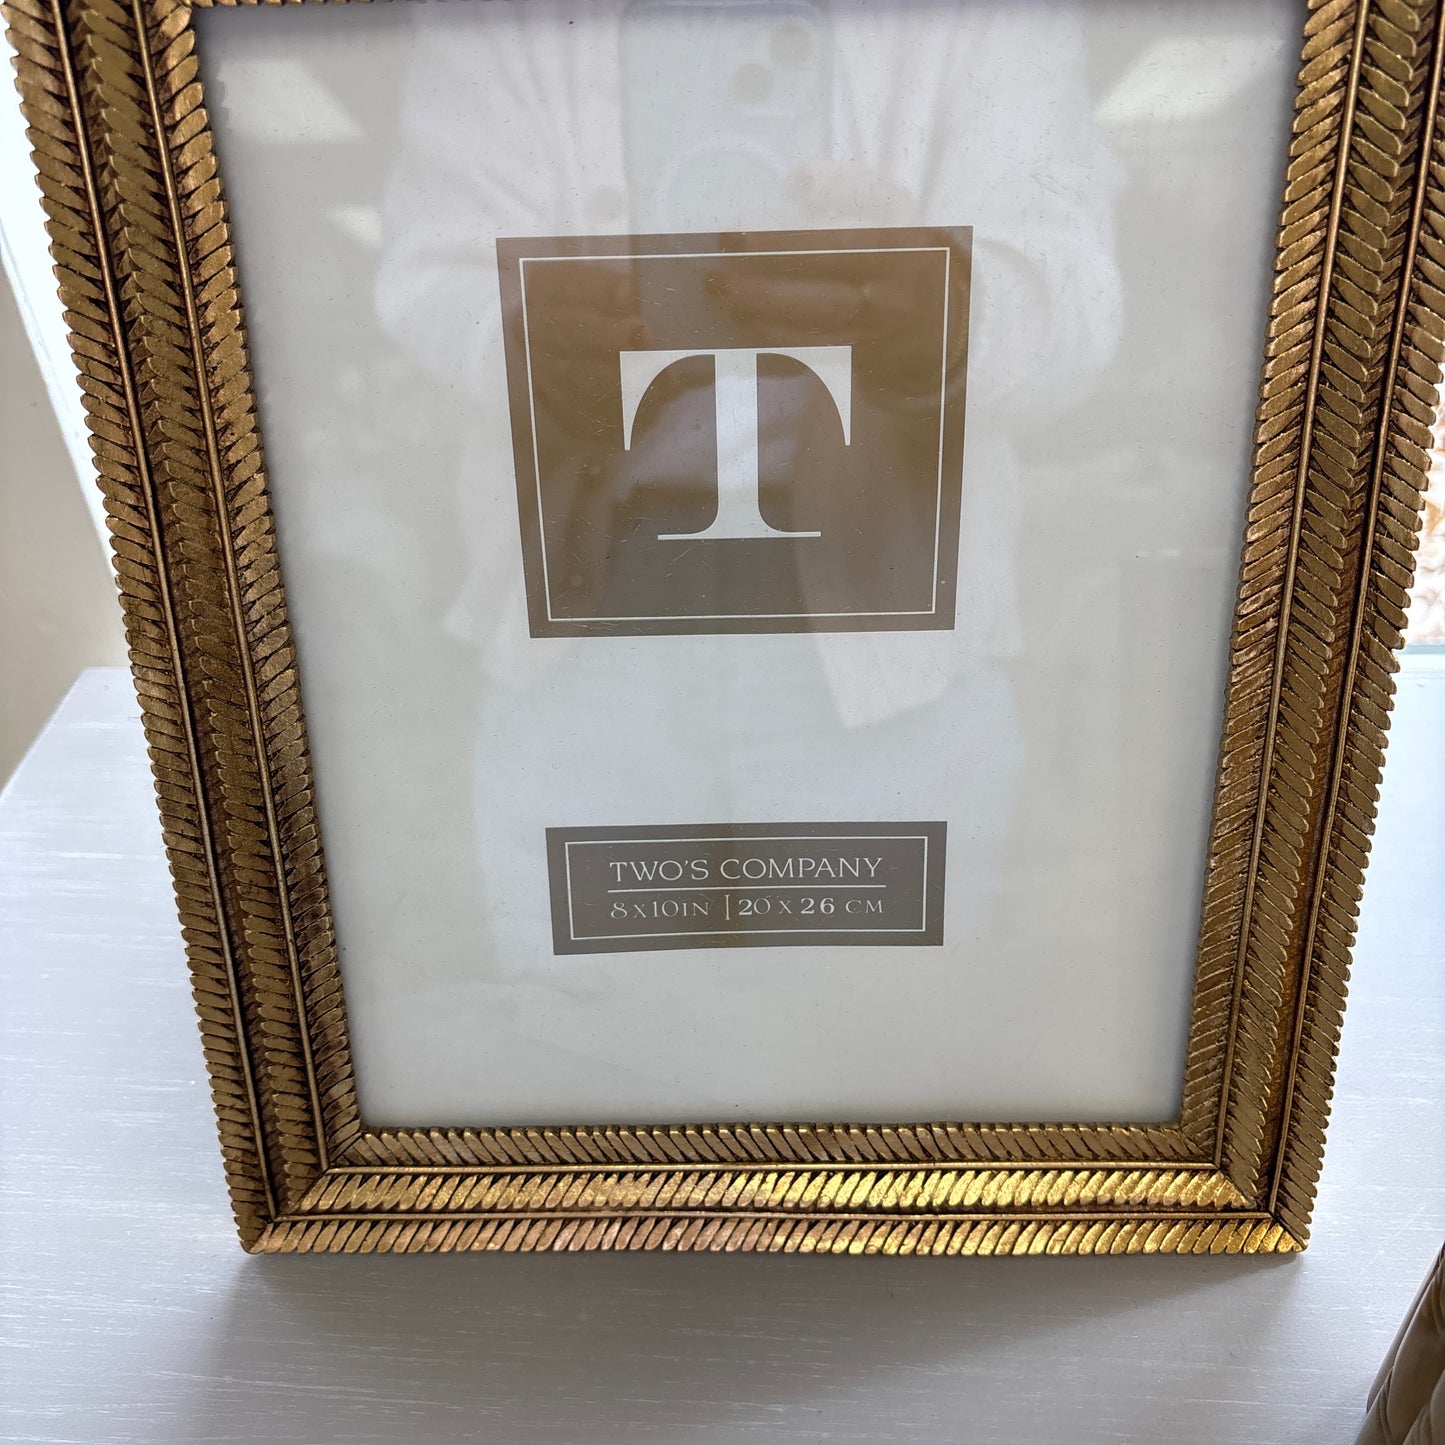 T
TWO'S COMPANY
8X10IN | 20 X 26 CM